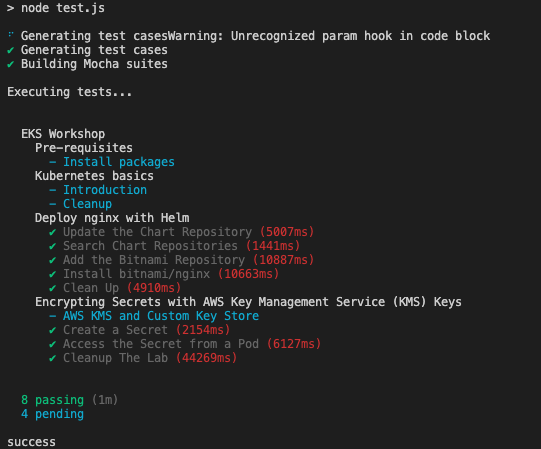 > node test.js
⠋ Generating test casesWarning: Unrecognized param hook in code block
✔ Generating test cases
✔ Building Mocha suites
Executing tests...
EKS Workshop
Pre-requisites
- Install packages
Kubernetes basics
- Introduction
- Cleanup
Deploy nginx with Helm
✔ Update the Chart Repository (5007ms)
✔ Search Chart Repositories (1441ms)
✔ Add the Bitnami Repository (10887ms)
✔ Install bitnami/nginx (10663ms)
✔ Clean Up (4910ms)
Encrypting Secrets with AWS Key Management Service (KMS) Keys
- AWS KMS and Custom Key Store
✔ Create a Secret (2154ms)
✔ Access the Secret from a Pod (6127ms)
✔ Cleanup The Lab (44269ms)
8 passing (1m)
4 pending
success